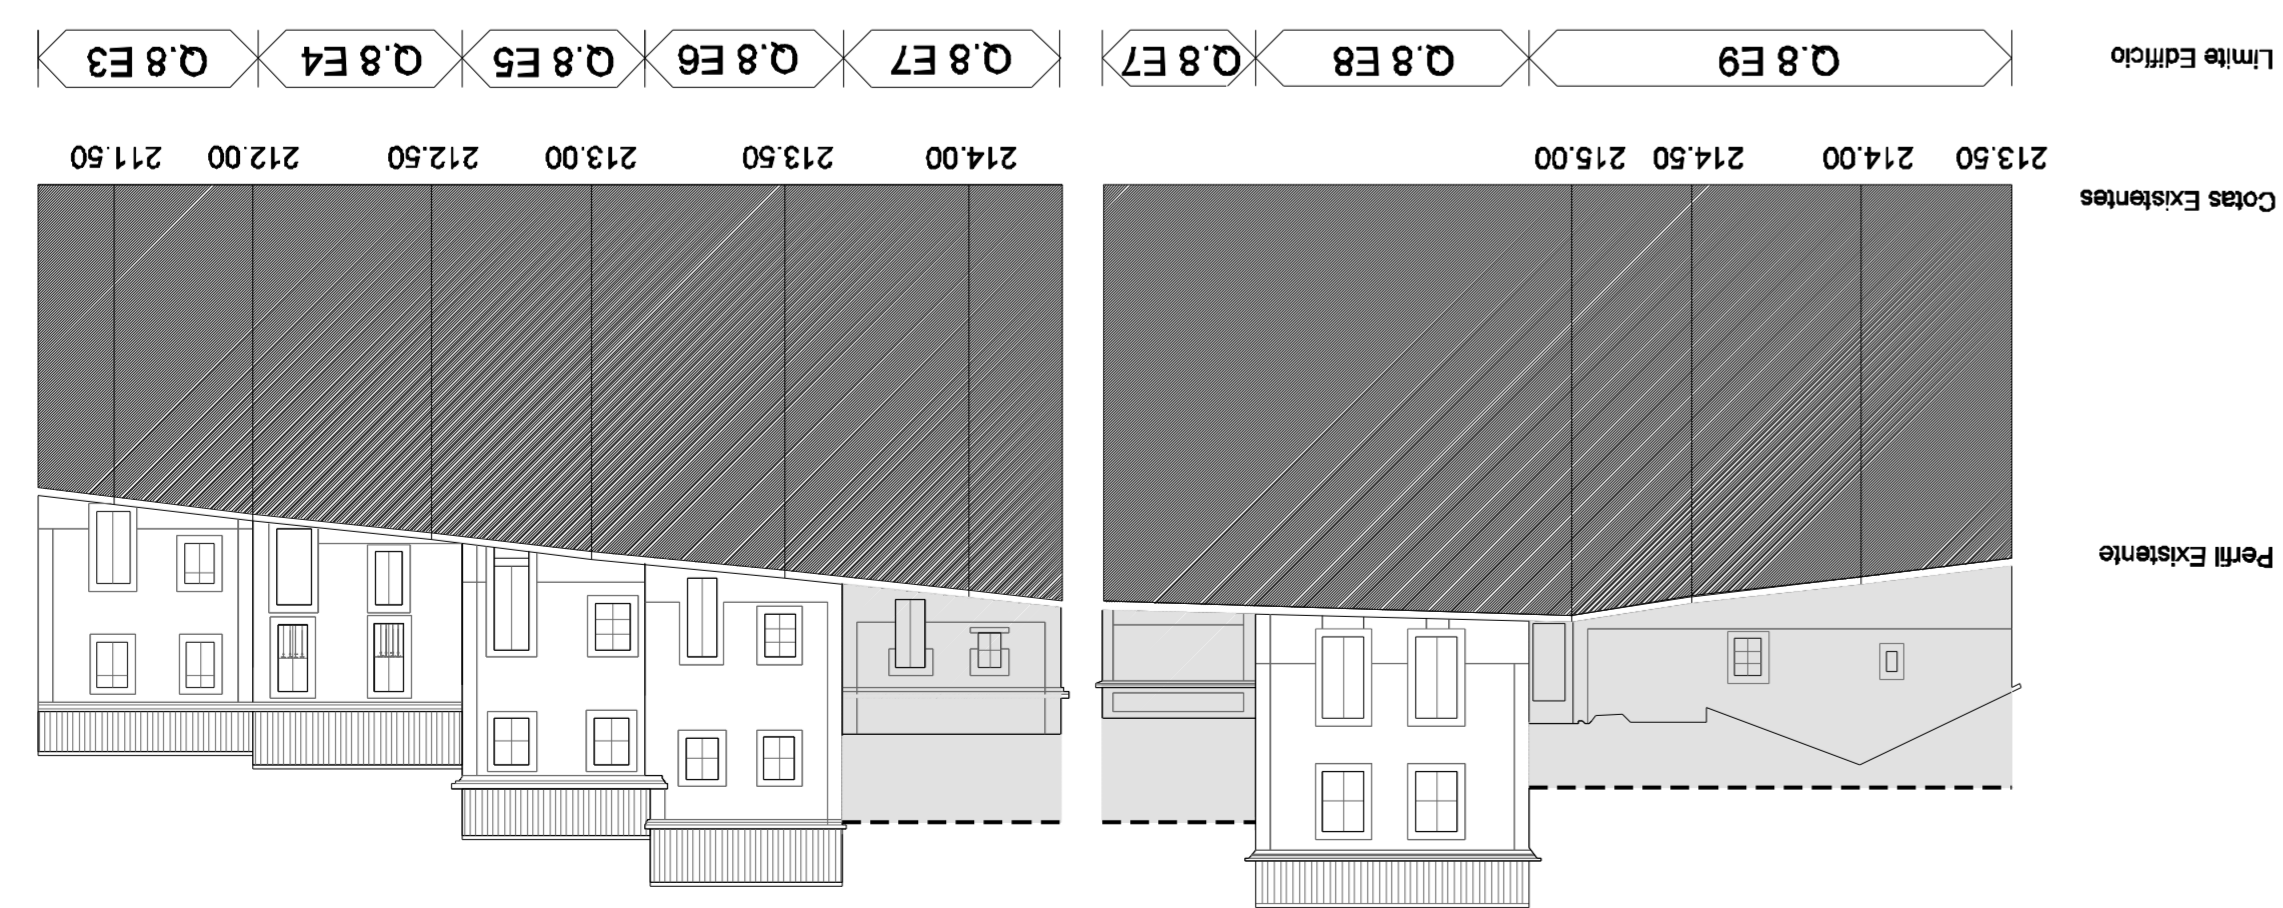 Perfil Existente
Cotas Existentes
213.50 214.00 214.50 215.00 214.00 213.50 213.00 212.50 212.00 211.50
Limite Edifício Q.8 E9 Q.8 E8 Q.8 E7 Q.8 E7 Q.8 E6 Q.8 E5 Q.8 E4 Q.8 E3